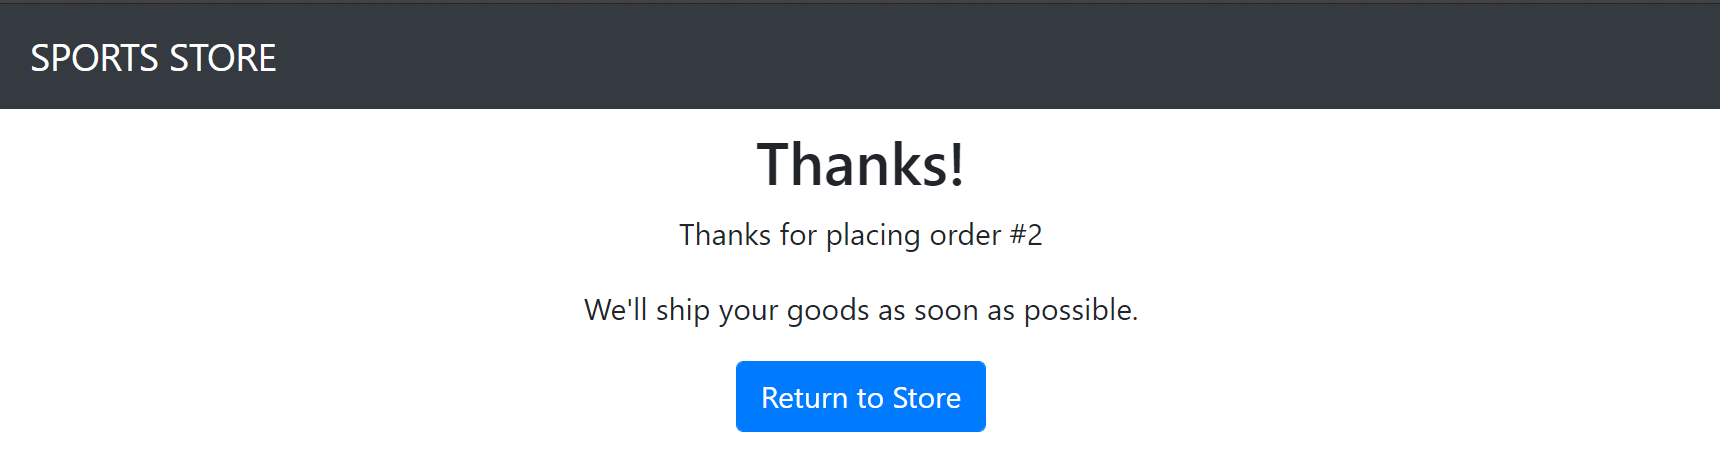 SPORTS STORE
Thanks!
Thanks for placing order #2
We'll ship your goods as soon as possible.
Return to Store